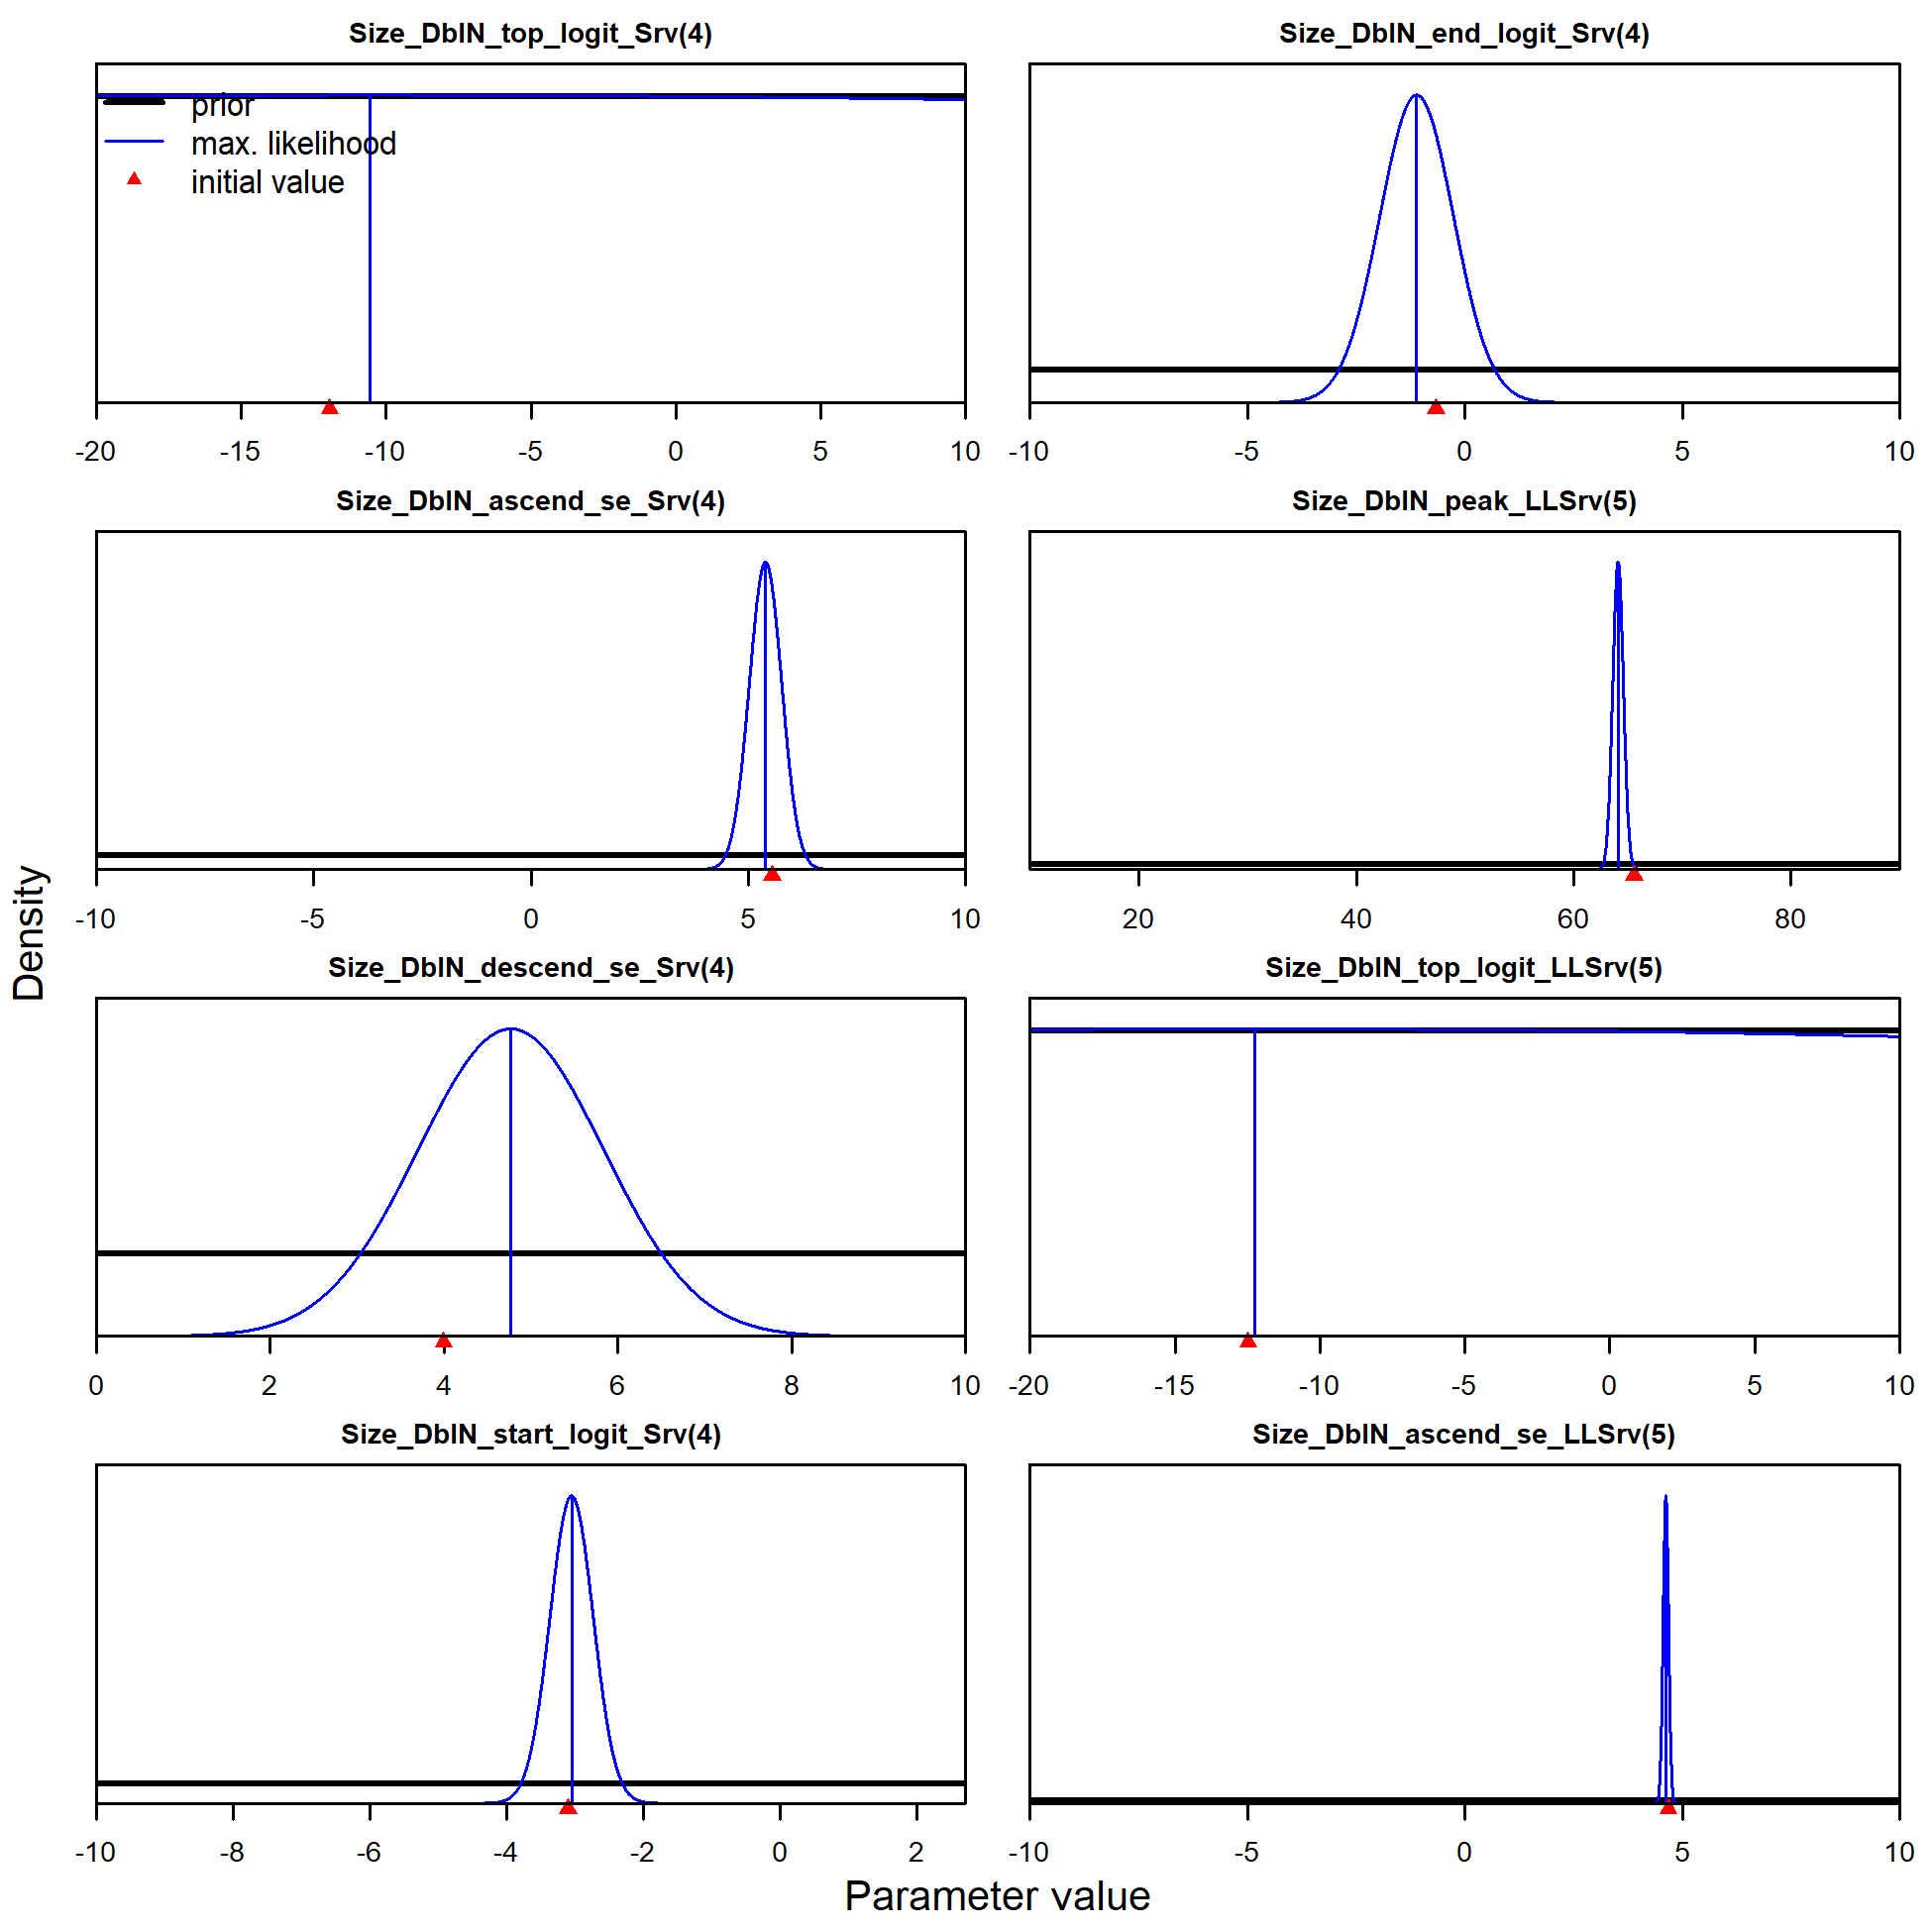 Size_DblN_top_logit_Srv(4)
prior
max. likelihood
initial value
-20 -15 -10 -5 0 5 10
Size_DblN_end_logit_Srv(4)
-10 -5 0 5 10
Size_DblN_ascend_se_Srv(4)
-10 -5 0 5 10
Size_DblN_peak_LLSrv(5)
20 40 60 80
Size_DblN_descend_se_Srv(4)
0 2 4 6 8 10
Size_DblN_top_logit_LLSrv(5)
-20 -15 -10 -5 0 5 10
Size_DblN_start_logit_Srv(4)
-10 -8 -6 -4 -2 0 2
Size_DblN_ascend_se_LLSrv(5)
-10 -5 0 5 10
Density
Parameter value